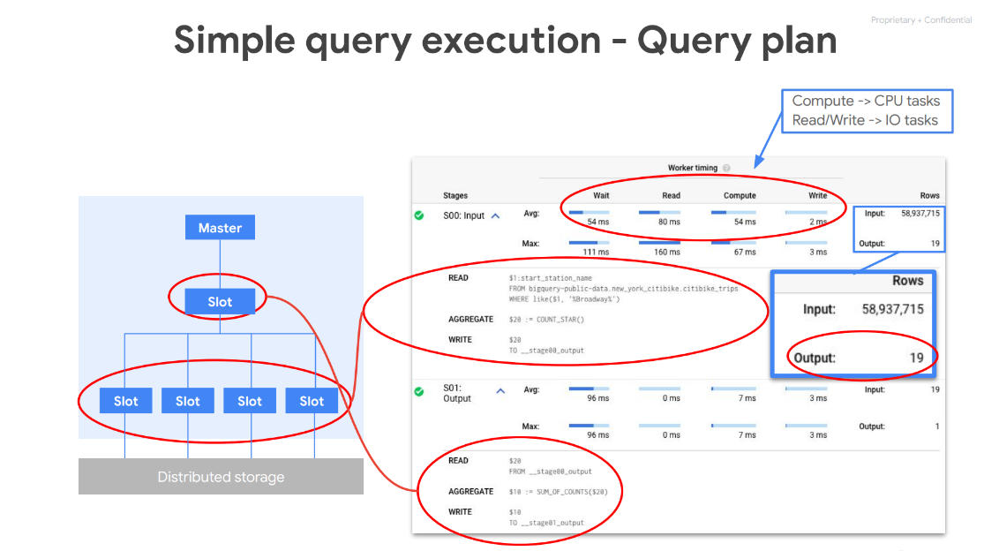 Proprietary + Confidential
Simple query execution - Query plan
Compute -> CPU tasks
Read/Write -> IO tasks
Master
Slot
Slot Slot Slot Slot
Distributed storage
Worker timing ?
Stages Wait Read Compute Write Rows
S00: Input Avg: 54 ms 80 ms 54 ms 2 ms Input: 58,937,715
Max: 111 ms 160 ms 67 ms 3 ms Output: 19
READ $1:start_station_name
FROM bigquery-public-data.new_york_citibike.citibike_trips
WHERE like($1, '%Broadway%')
AGGREGATE $20 := COUNT_STAR()
WRITE $20
TO __stage00_output
Rows
Input: 58,937,715
Output: 19
S01: Output Avg: 96 ms 0 ms 7 ms 3 ms Input: 19
Max: 96 ms 0 ms 7 ms 3 ms Output: 1
READ $20
FROM __stage00_output
AGGREGATE $10 := SUM_OF_COUNTS($20)
WRITE $10
TO __stage01_output